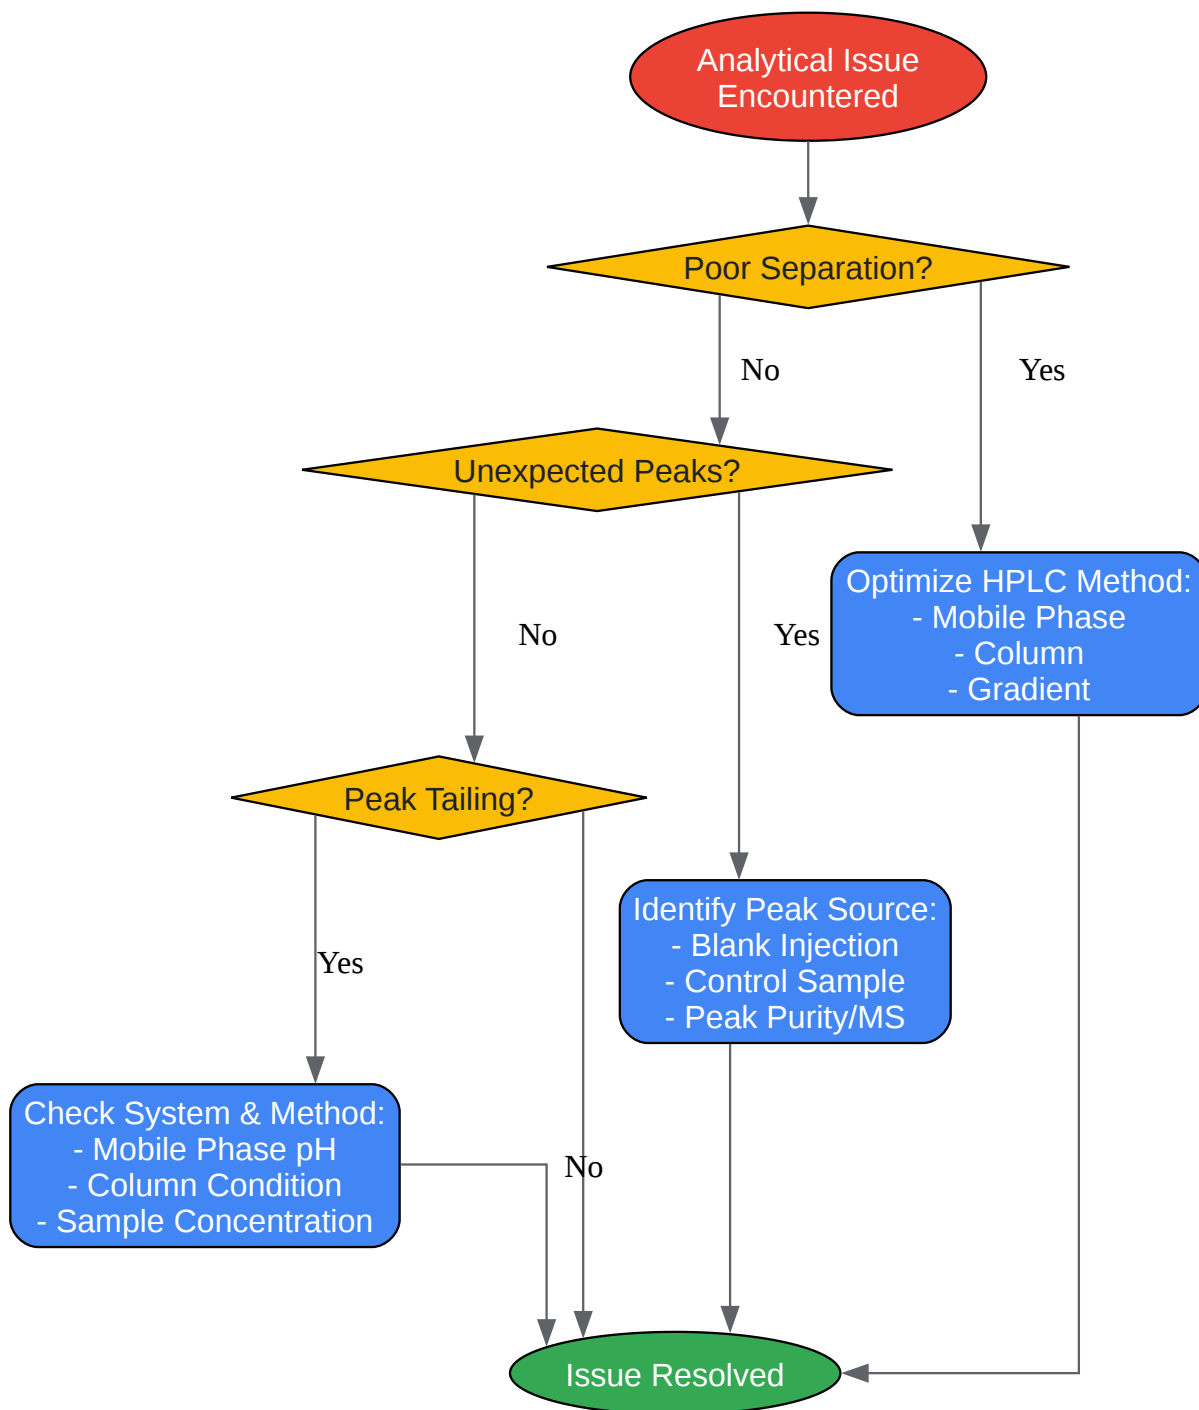 Analytical Issue
Encountered
Poor Separation?
No
Yes
Unexpected Peaks?
No
Yes
Optimize HPLC Method:
- Mobile Phase
- Column
- Gradient
Peak Tailing?
Yes
No
Identify Peak Source:
- Blank Injection
- Control Sample
- Peak Purity/MS
Check System & Method:
- Mobile Phase pH
- Column Condition
- Sample Concentration
Issue Resolved